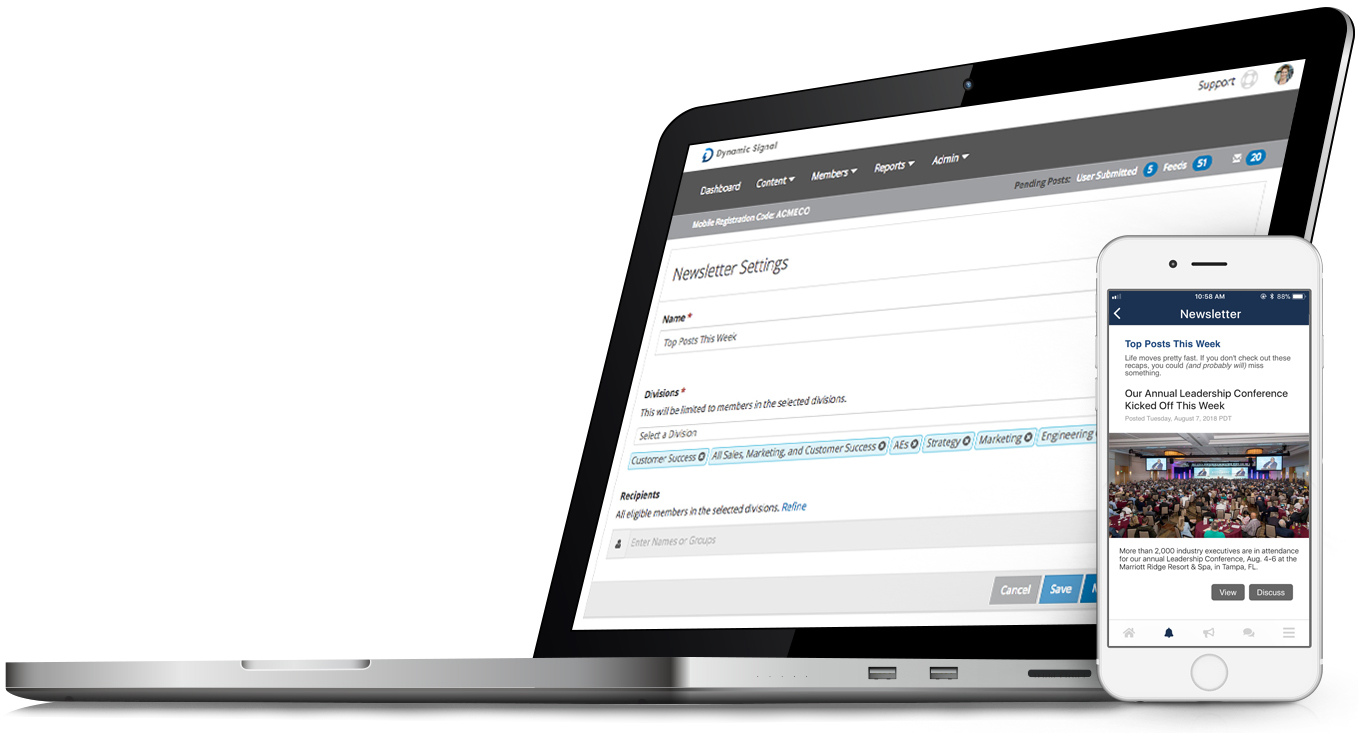 Support
Dynamic Signal
Dashboard Content Members Reports Admin
Pending Posts: User Submitted 5 Feeds 51 20
Mobile Registration Code: ACMECO
Newsletter Settings
Name *
Top Posts This Week
Divisions *
This will be limited to members in the selected divisions.
Select a Division
Customer Success All Sales, Marketing, and Customer Success AEs Strategy Marketing Engineering
Recipients
All eligible members in the selected divisions. Refine
Enter Names or Groups
Cancel Save
10:58 AM 88%
Newsletter
Top Posts This Week
Life moves pretty fast. If you don't check out these
recaps, you could (and probably will) miss
something.
Our Annual Leadership Conference
Kicked Off This Week
Posted Tuesday, August 7, 2018 PDT
More than 2,000 industry executives are in attendance
for our annual Leadership Conference, Aug. 4-6 at the
Marriott Ridge Resort & Spa, in Tampa, FL.
View Discuss